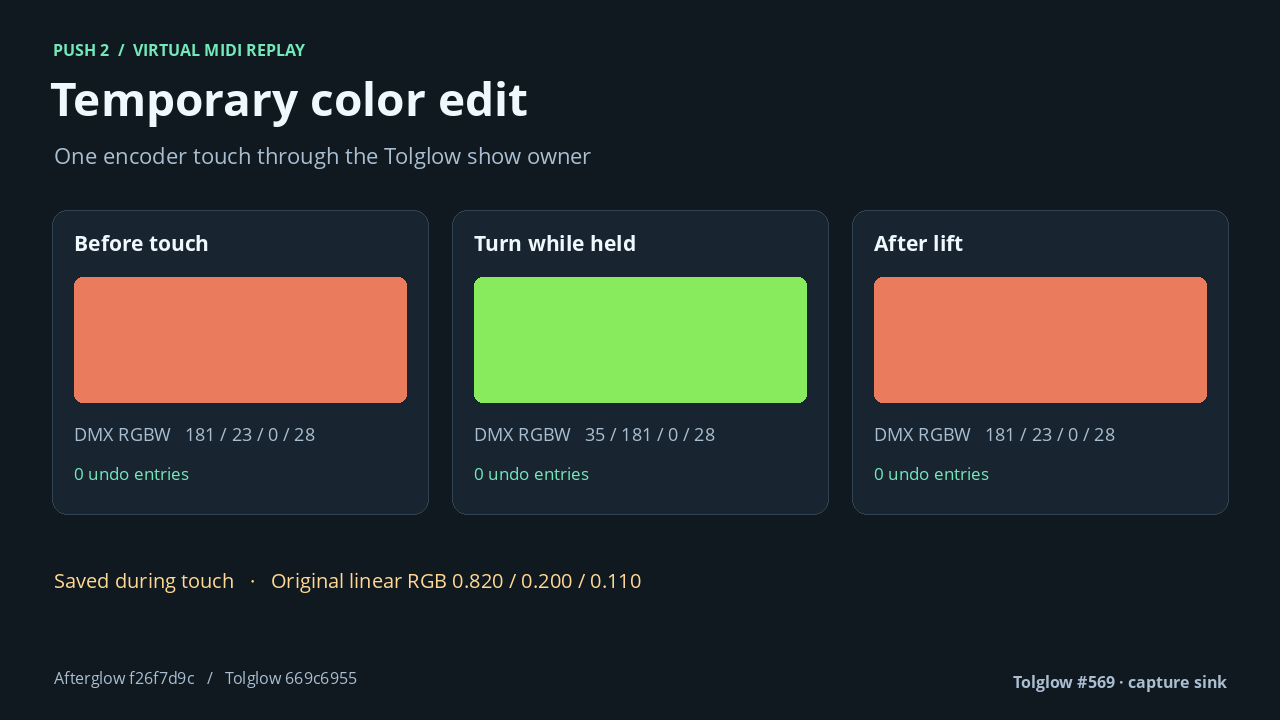 PUSH 2 / VIRTUAL MIDI REPLAY
Temporary color edit
One encoder touch through the Tolglow show owner
Before touch
DMX RGBW 181 / 23 / 0 / 28
0 undo entries
Turn while held
DMX RGBW 35 / 181 / 0 / 28
0 undo entries
After lift
DMX RGBW 181 / 23 / 0 / 28
0 undo entries
Saved during touch · Original linear RGB 0.820 / 0.200 / 0.110
Afterglow f26f7d9c / Tolglow 669c6955
Tolglow #569 · capture sink